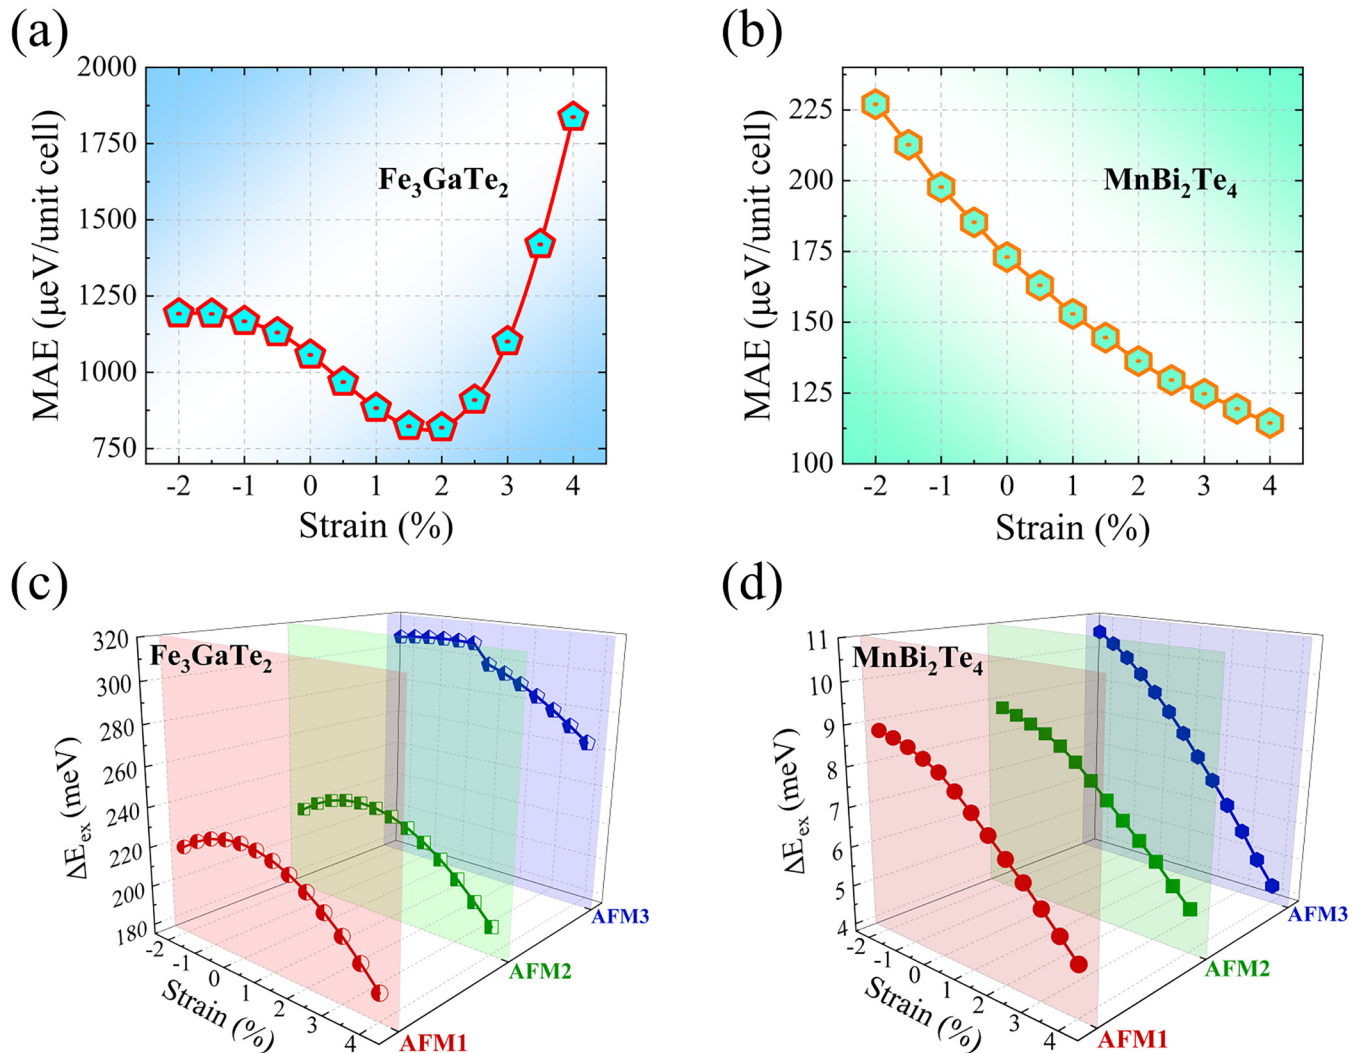 (a)
2000
1750
1500
1250
1000
750
MAE (μeV/unit cell)
Fe₃GaTe₂
-2 -1 0 1 2 3 4
Strain (%)
(b)
225
200
175
150
125
100
MAE (μeV/unit cell)
MnBi₂Te₄
-2 -1 0 1 2 3 4
Strain (%)
(c)
320
300
280
260
240
220
200
180
ΔEex (meV)
Fe₃GaTe₂
-2 -1 0 1 2 3 4
Strain (%)
AFM1
AFM2
AFM3
(d)
11
10
9
8
7
6
5
4
ΔEex (meV)
MnBi₂Te₄
-2 -1 0 1 2 3 4
Strain (%)
AFM1
AFM2
AFM3